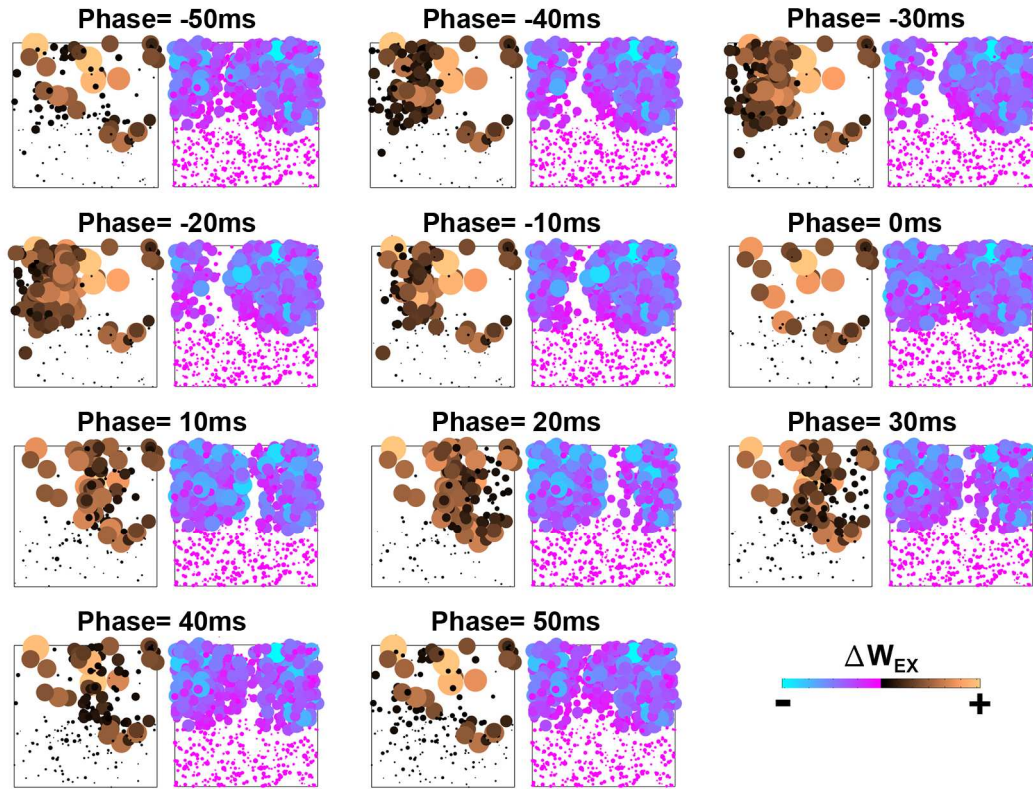 Phase= -50ms
Phase= -40ms
Phase= -30ms
Phase= -20ms
Phase= -10ms
Phase= 0ms
Phase= 10ms
Phase= 20ms
Phase= 30ms
Phase= 40ms
Phase= 50ms
ΔW_EX
- +